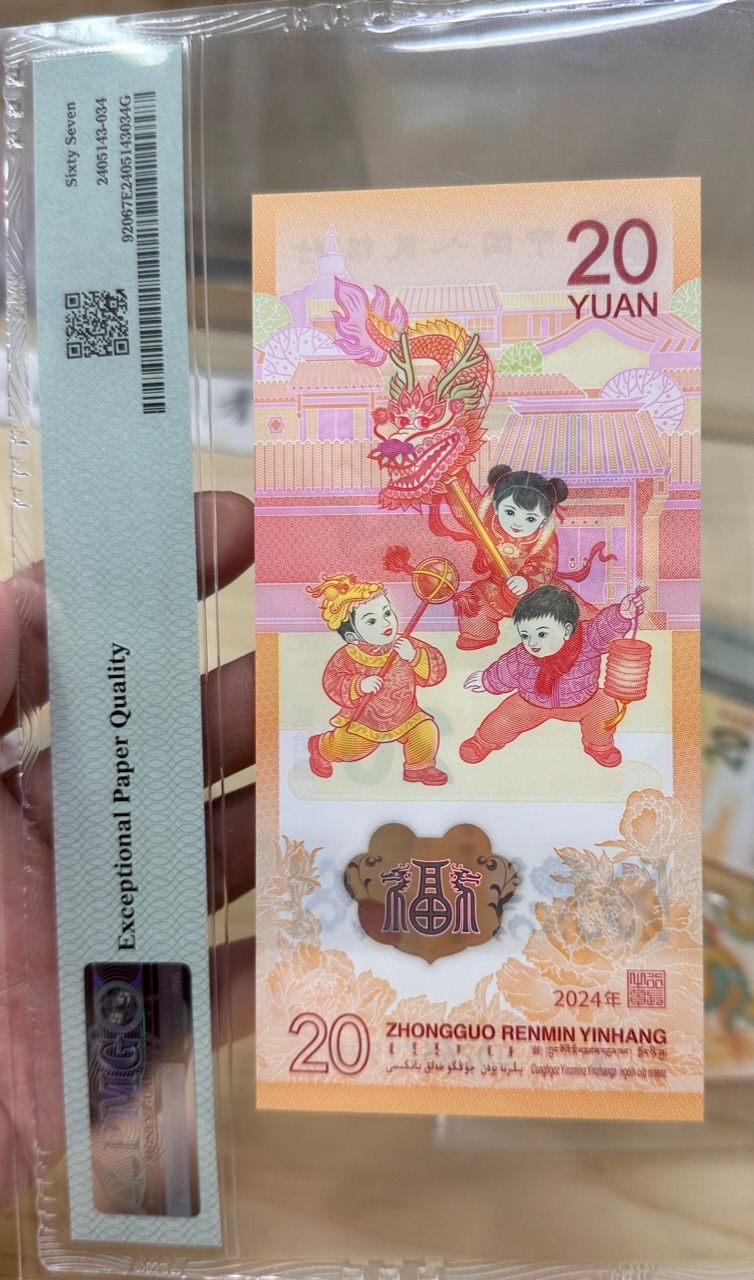 Sixty Seven
2405143-034
92067E2405143034G
Exceptional Paper Quality
PMG
20
YUAN
福
2024年
20
ZHONGGUO RENMIN YINHANG